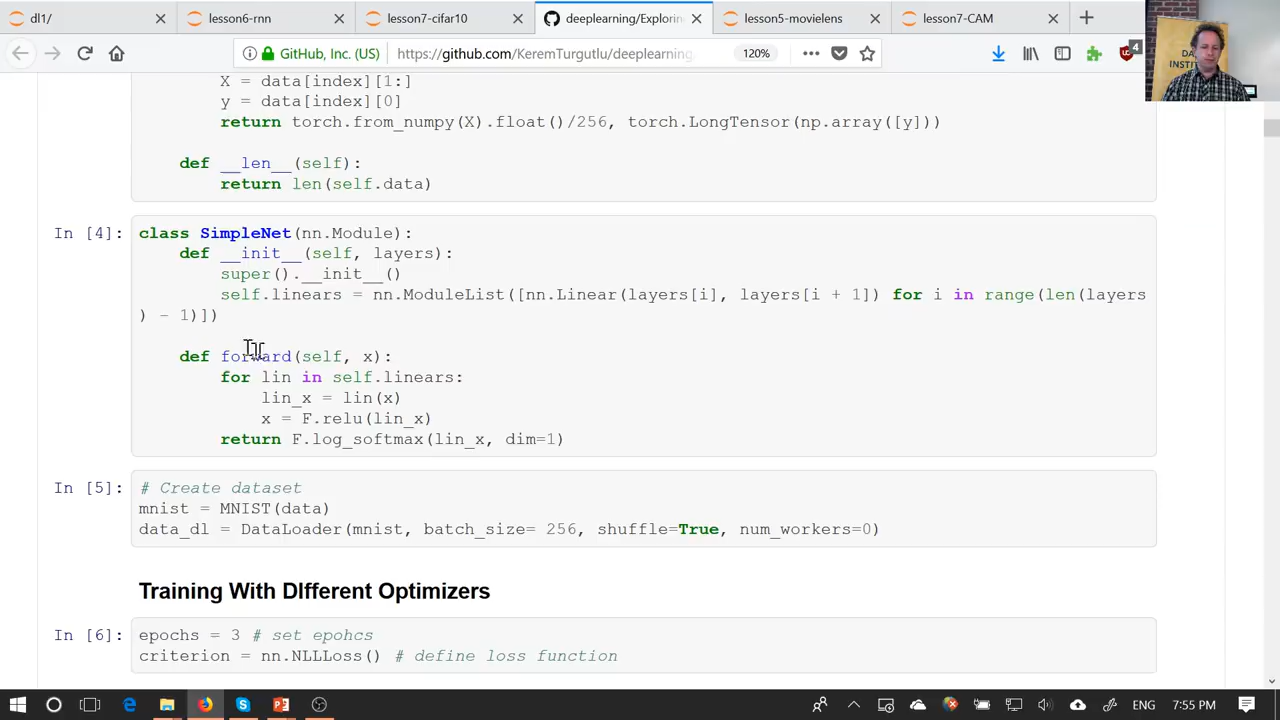 dl1/
lesson6-rnn
lesson7-cifar10
deeplearning/Explorin
lesson5-movielens
lesson7-CAM
GitHub, Inc. (US)
https://github.com/KeremTurgutlu/deeplearning
120%
4
X = data[index][1:]
y = data[index][0]
return torch.from_numpy(X).float()/256, torch.LongTensor(np.array([y]))
def __len__(self):
return len(self.data)
In [4]:
class SimpleNet(nn.Module):
def __init__(self, layers):
super().__init__()
self.linears = nn.ModuleList([nn.Linear(layers[i], layers[i + 1]) for i in range(len(layers
) - 1)])
def forward(self, x):
for lin in self.linears:
lin_x = lin(x)
x = F.relu(lin_x)
return F.log_softmax(lin_x, dim=1)
In [5]:
# Create dataset
mnist = MNIST(data)
data_dl = DataLoader(mnist, batch_size= 256, shuffle=True, num_workers=0)
Training With DIfferent Optimizers
In [6]:
epochs = 3 # set epohcs
criterion = nn.NLLLoss() # define loss function
ENG
7:55 PM